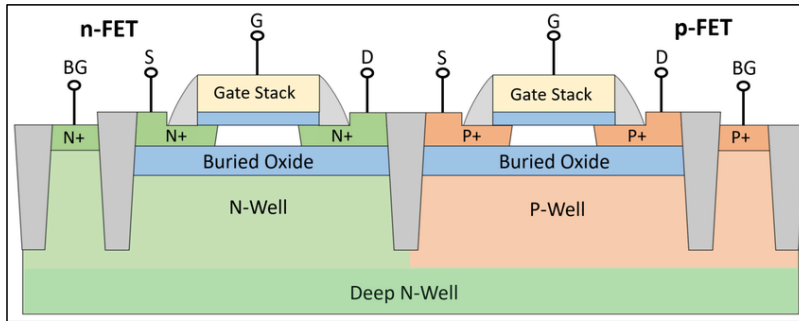 n-FET
G
G
p-FET
BG
S
D
S
D
BG
Gate Stack
Gate Stack
N+
N+
N+
P+
P+
P+
Buried Oxide
Buried Oxide
N-Well
P-Well
Deep N-Well